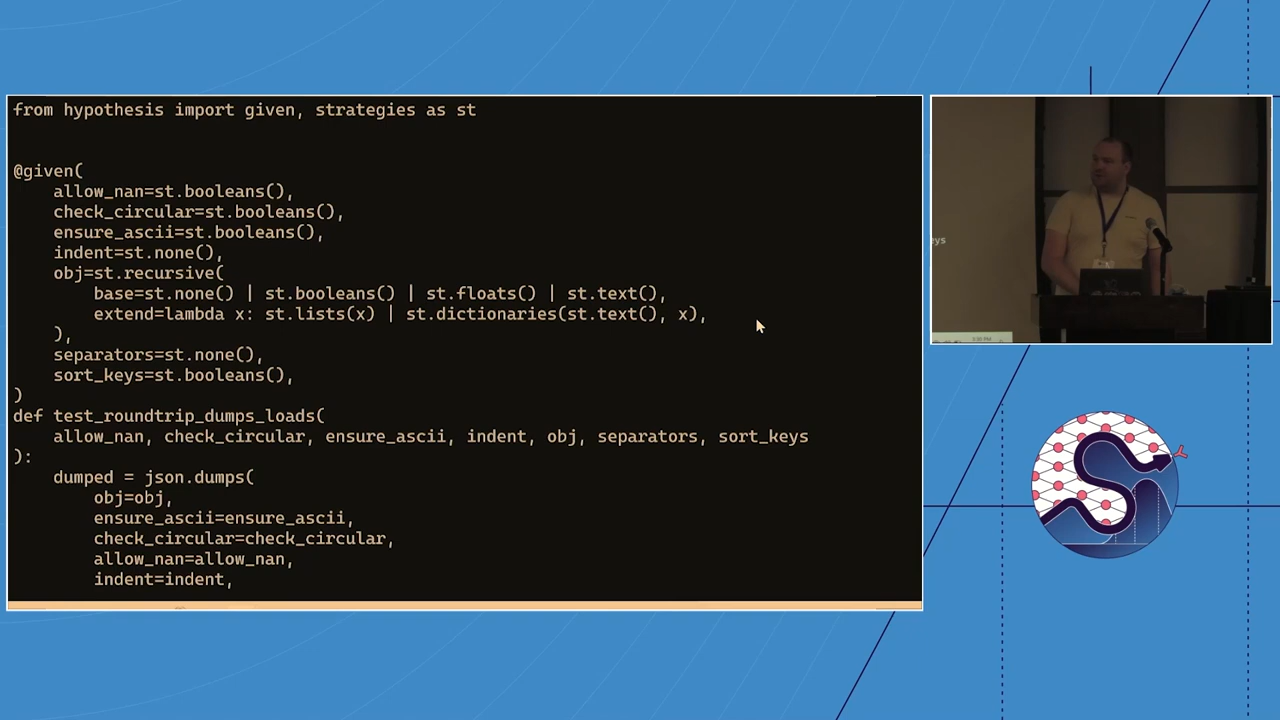 from hypothesis import given, strategies as st
@given(
    allow_nan=st.booleans(),
    check_circular=st.booleans(),
    ensure_ascii=st.booleans(),
    indent=st.none(),
    obj=st.recursive(
        base=st.none() | st.booleans() | st.floats() | st.text(),
        extend=lambda x: st.lists(x) | st.dictionaries(st.text(), x),
    ),
    separators=st.none(),
    sort_keys=st.booleans(),
)
def test_roundtrip_dumps_loads(
    allow_nan, check_circular, ensure_ascii, indent, obj, separators, sort_keys
):
    dumped = json.dumps(
        obj=obj,
        ensure_ascii=ensure_ascii,
        check_circular=check_circular,
        allow_nan=allow_nan,
        indent=indent,
eys